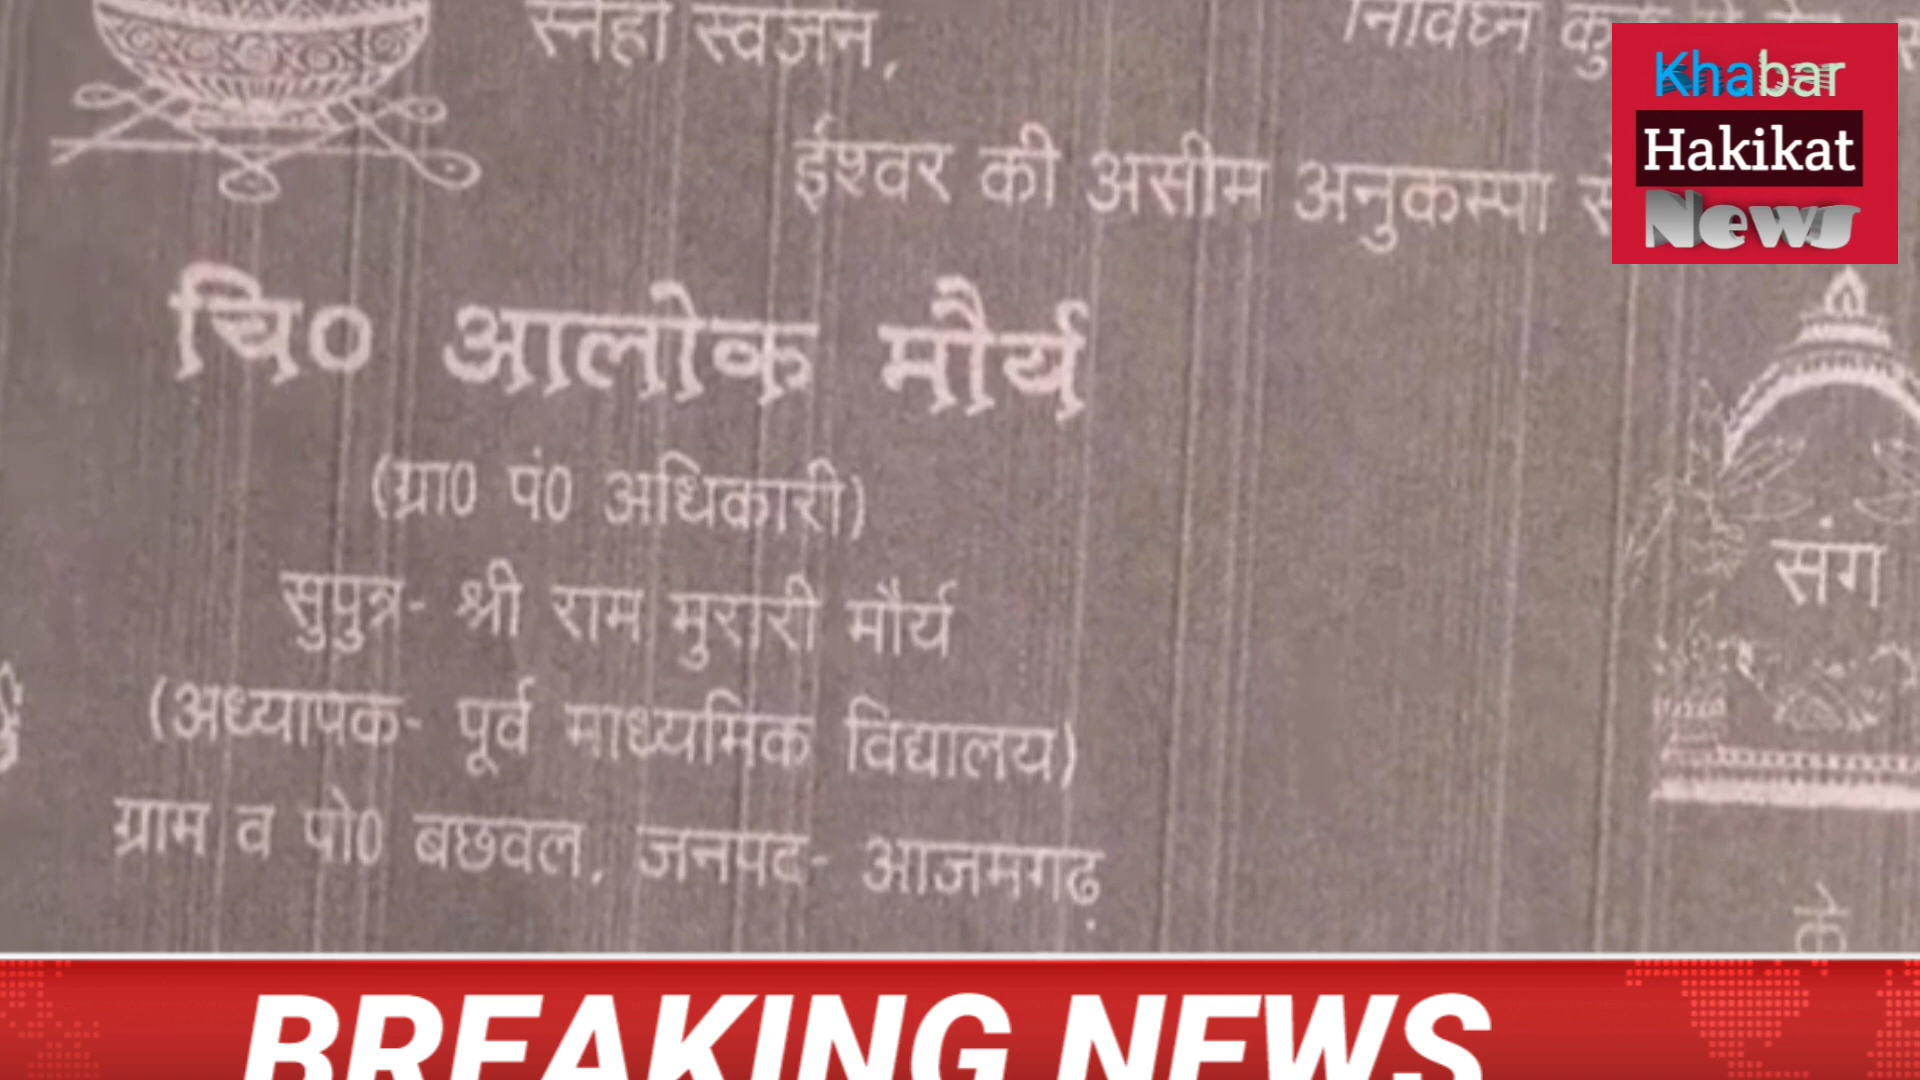 स्नेही स्वजन,
निर्विघ्न
ईश्वर की असीम अनुकम्पा से
चि० आलोक मौर्य
(ग्रा0 पं0 अधिकारी)
सुपुत्र- श्री राम मुरारी मौर्य
(अध्यापक- पूर्व माध्यमिक विद्यालय)
ग्राम व पो0 बछवल, जनपद- आजमगढ़
संग
के
Khabar
Hakikat
News
BREAKING NEWS